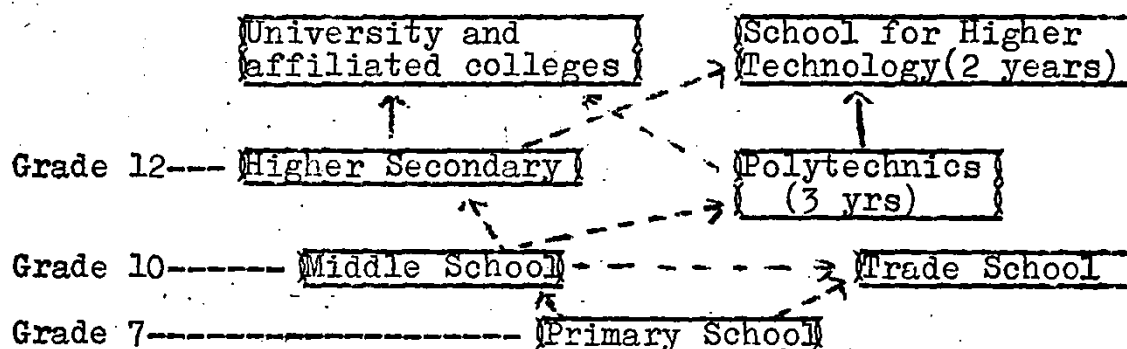 University and School for Higher
affiliated colleges Technology(2 years)
Grade 12--- Higher Secondary Polytechnics
(3 yrs)
Grade 10------ Middle School Trade School
Grade 7------------------- Primary School